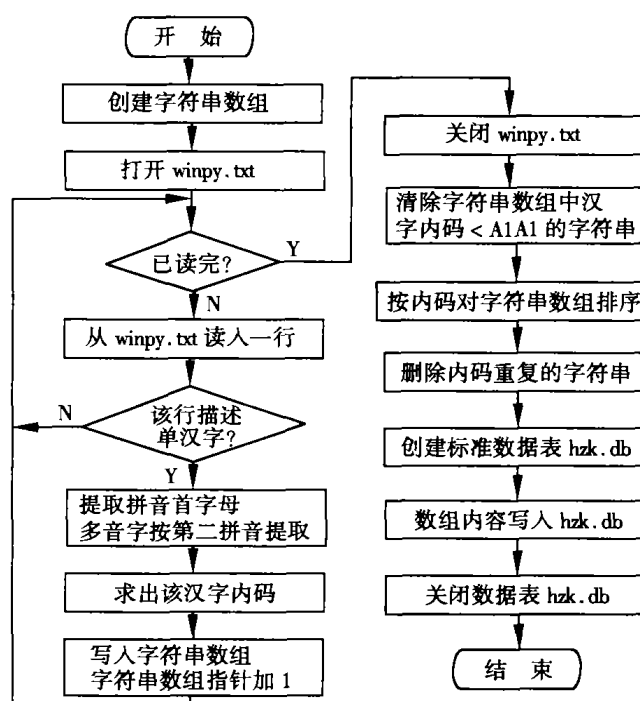 开 始
创建字符串数组
打开 winpy.txt
已读完?
Y
N
从 winpy.txt 读入一行
N
该行描述
单汉字?
Y
提取拼音首字母
多音字按第二拼音提取
求出该汉字内码
写入字符串数组
字符串数组指针加 1
关闭 winpy.txt
清除字符串数组中汉
字内码 < A1A1 的字符串
按内码对字符串数组排序
删除内码重复的字符串
创建标准数据表 hzk.db
数组内容写入 hzk.db
关闭数据表 hzk.db
结 束